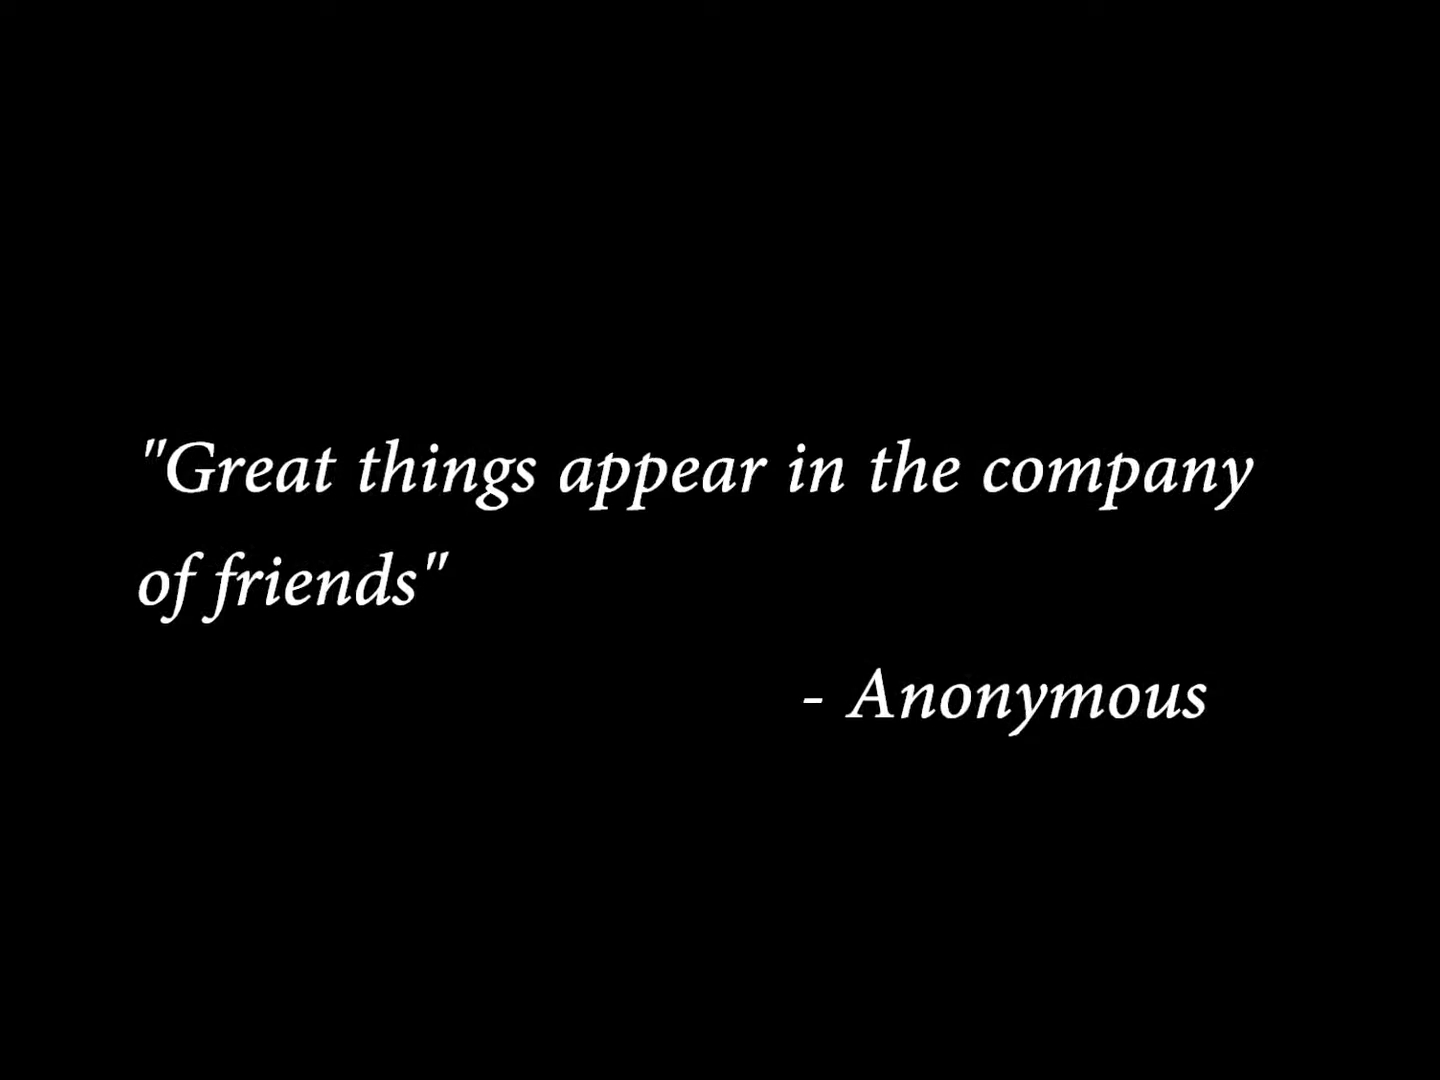 "Great things appear in the company
of friends"
- Anonymous